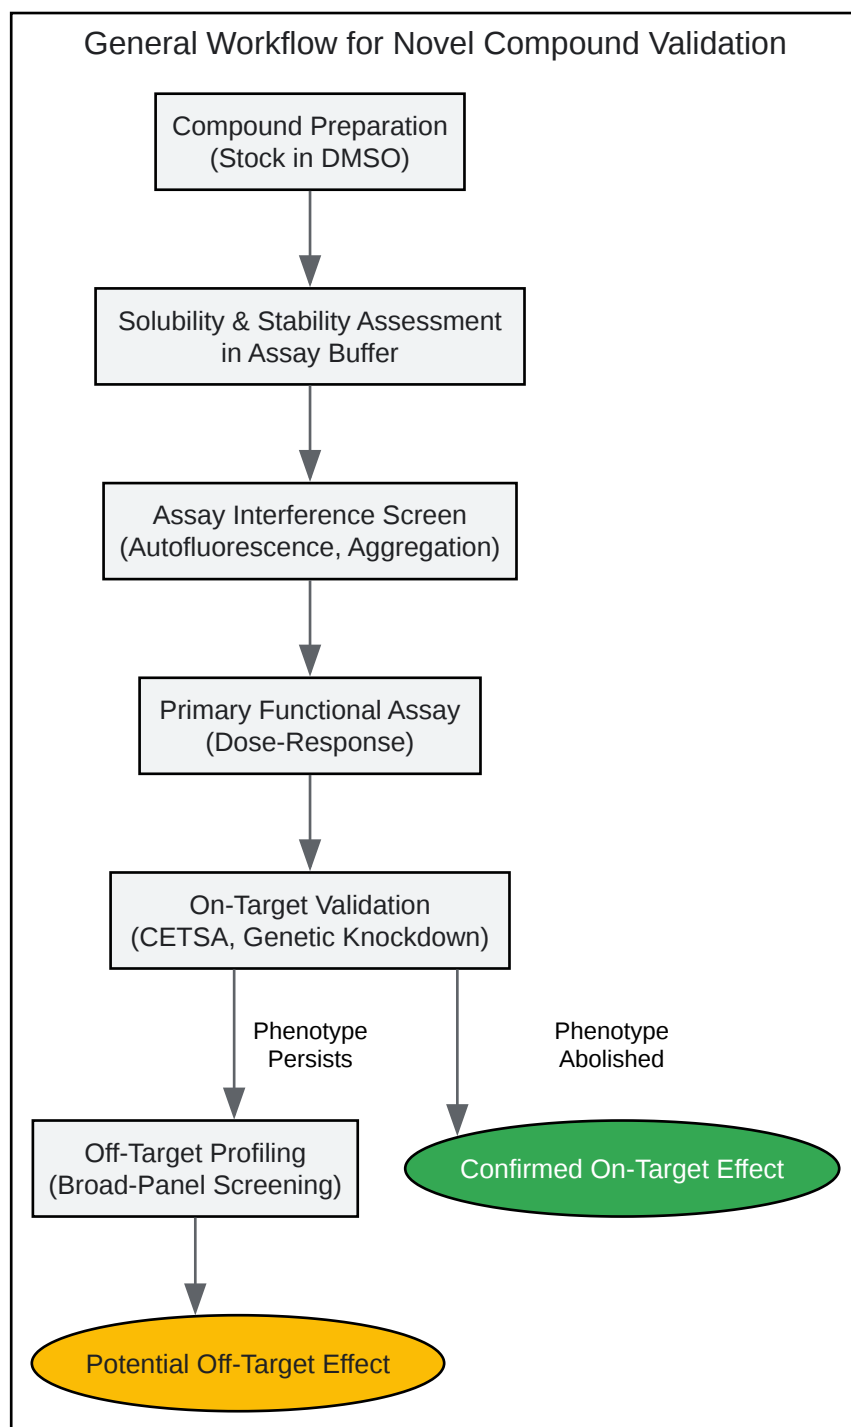 General Workflow for Novel Compound Validation
Compound Preparation
(Stock in DMSO)
Solubility & Stability Assessment
in Assay Buffer
Assay Interference Screen
(Autofluorescence, Aggregation)
Primary Functional Assay
(Dose-Response)
On-Target Validation
(CETSA, Genetic Knockdown)
Phenotype
Persists
Phenotype
Abolished
Off-Target Profiling
(Broad-Panel Screening)
Confirmed On-Target Effect
Potential Off-Target Effect